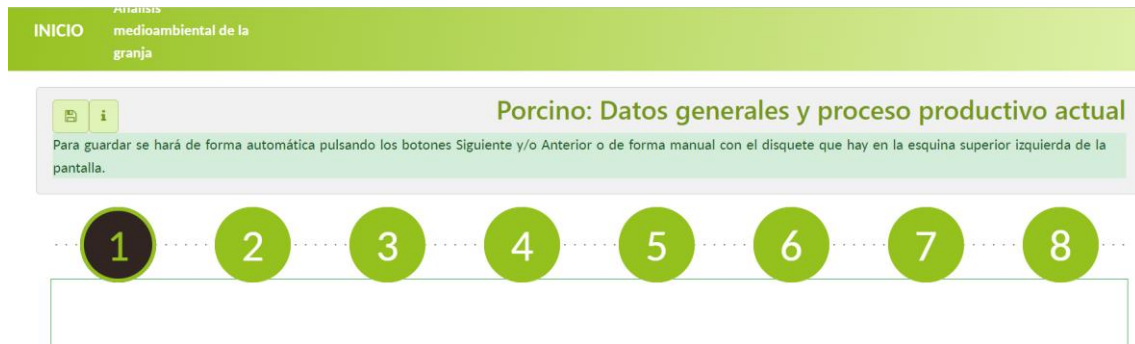 INICIO
Análisis
medioambiental de la
granja
i
Porcino: Datos generales y proceso productivo actual
Para guardar se hará de forma automática pulsando los botones Siguiente y/o Anterior o de forma manual con el disquete que hay en la esquina superior izquierda de la
pantalla.
1 2 3 4 5 6 7 8